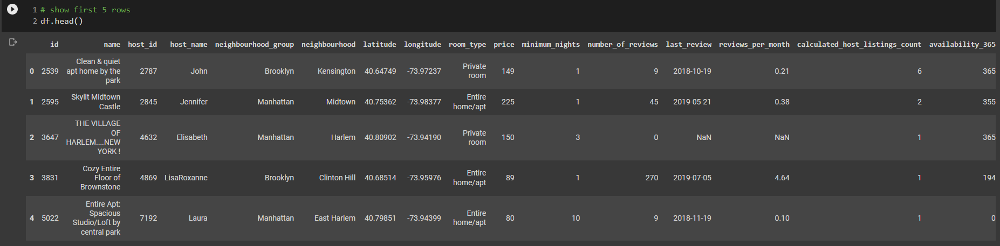 1 # show first 5 rows
2 df.head()
id name host_id host_name neighbourhood_group neighbourhood latitude longitude room_type price minimum_nights number_of_reviews last_review reviews_per_month calculated_host_listings_count availability_365
0 2539 Clean & quiet apt home by the park 2787 John Brooklyn Kensington 40.64749 -73.97237 Private room 149 1 9 2018-10-19 0.21 6 365
1 2595 Skylit Midtown Castle 2845 Jennifer Manhattan Midtown 40.75362 -73.98377 Entire home/apt 225 1 45 2019-05-21 0.38 2 355
2 3647 THE VILLAGE OF HARLEM....NEW YORK ! 4632 Elisabeth Manhattan Harlem 40.80902 -73.94190 Private room 150 3 0 NaN NaN 1 365
3 3831 Cozy Entire Floor of Brownstone 4869 LisaRoxanne Brooklyn Clinton Hill 40.68514 -73.95976 Entire home/apt 89 1 270 2019-07-05 4.64 1 194
4 5022 Entire Apt: Spacious Studio/Loft by central park 7192 Laura Manhattan East Harlem 40.79851 -73.94399 Entire home/apt 80 10 9 2018-11-19 0.10 1 0